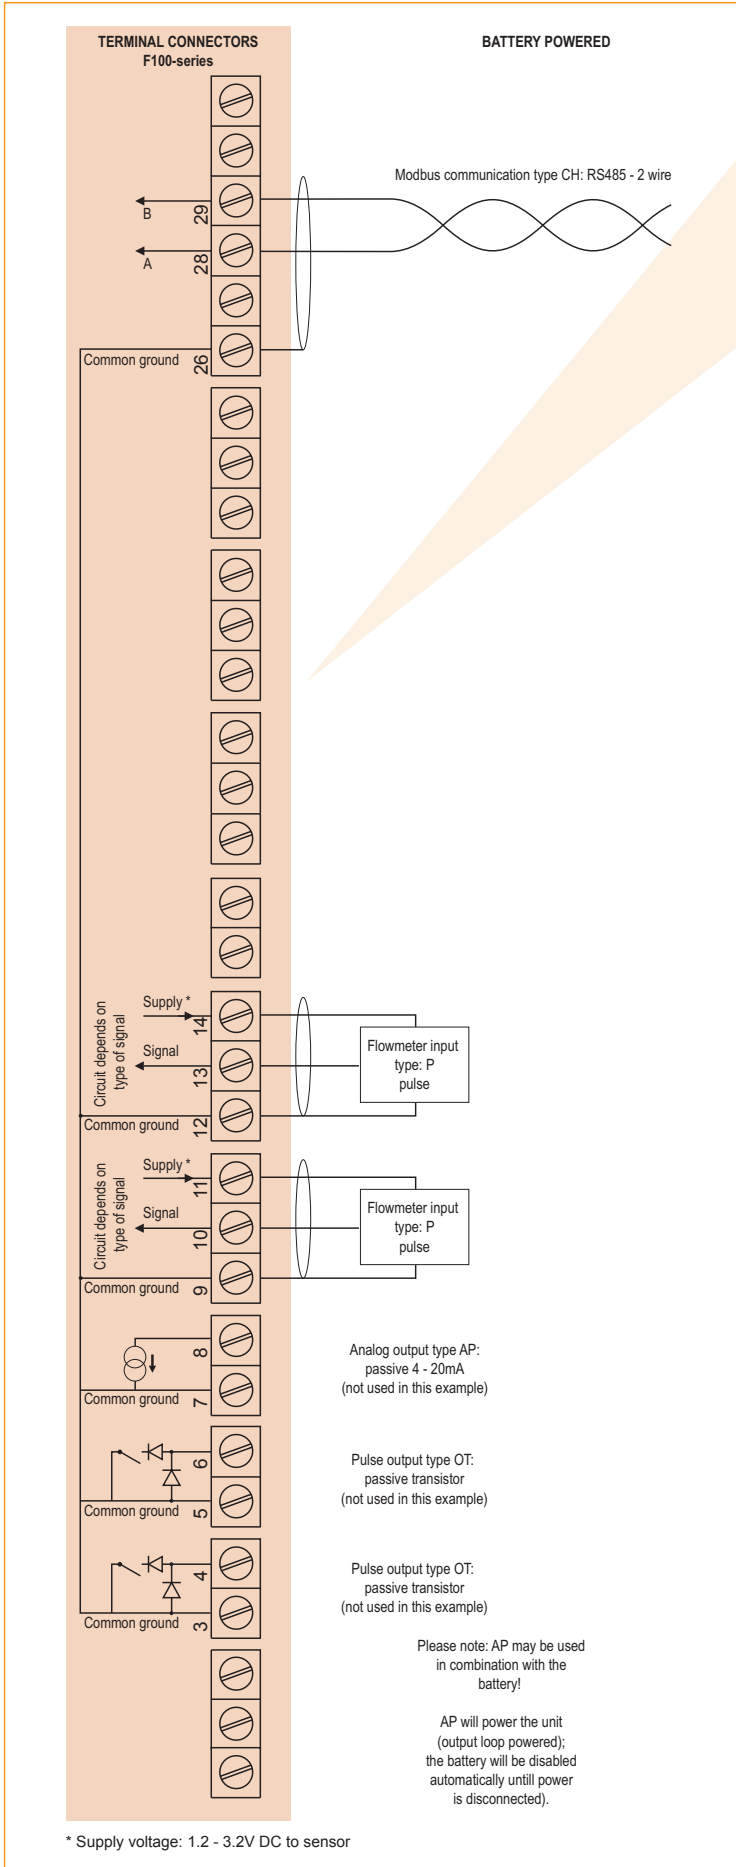 TERMINAL CONNECTORS
F100-series
BATTERY POWERED
Modbus communication type CH: RS485 - 2 wire
B
29
A
28
Common ground
26
Circuit depends on
type of signal
Supply *
14
Signal
13
Common ground
12
Flowmeter input
type: P
pulse
Circuit depends on
type of signal
Supply *
11
Signal
10
Common ground
9
Flowmeter input
type: P
pulse
8
Common ground
7
Analog output type AP:
passive 4 - 20mA
(not used in this example)
6
Common ground
5
Pulse output type OT:
passive transistor
(not used in this example)
4
Common ground
3
Pulse output type OT:
passive transistor
(not used in this example)
Please note: AP may be used
in combination with the
battery!
AP will power the unit
(output loop powered);
the battery will be disabled
automatically untill power
is disconnected).
* Supply voltage: 1.2 - 3.2V DC to sensor